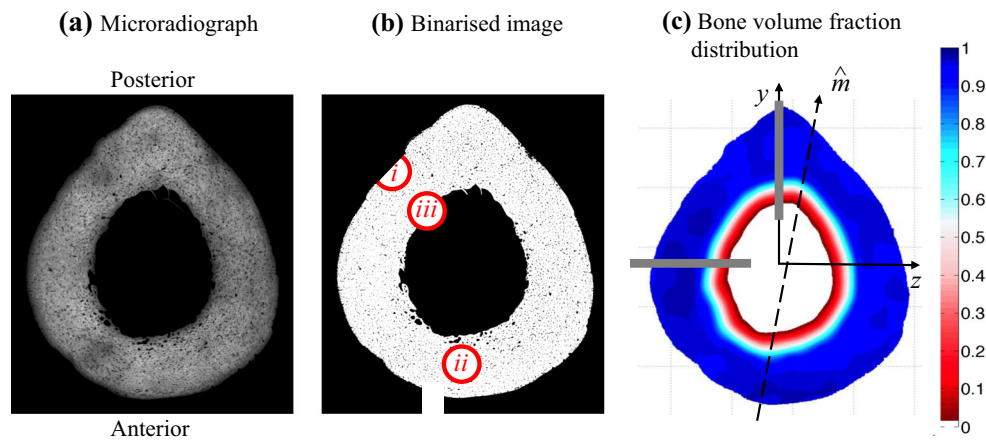 (a) Microradiograph
(b) Binarised image
(c) Bone volume fraction
distribution
Posterior
Anterior
i
iii
ii
y
m̂
z
1
0.9
0.8
0.7
0.6
0.5
0.4
0.3
0.2
0.1
0